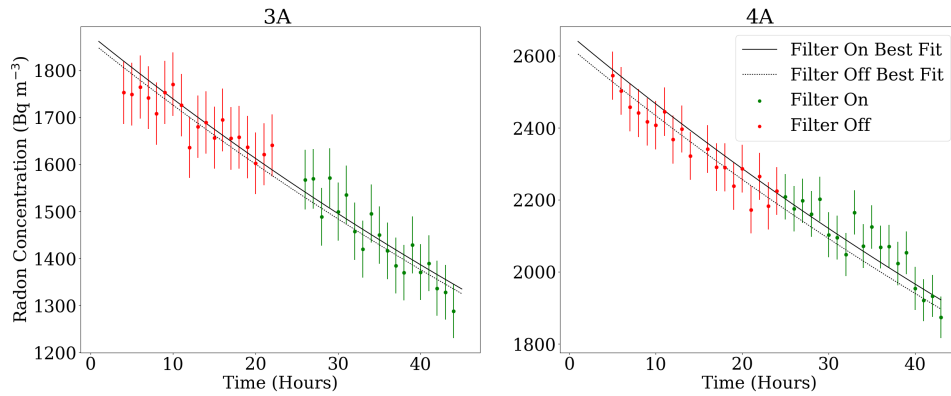 3A
4A
Radon Concentration (Bq m⁻³)
1800
1700
1600
1500
1400
1300
1200
0
10
20
30
40
Time (Hours)
2600
2400
2200
2000
1800
0
10
20
30
40
Time (Hours)
Filter On Best Fit
Filter Off Best Fit
Filter On
Filter Off